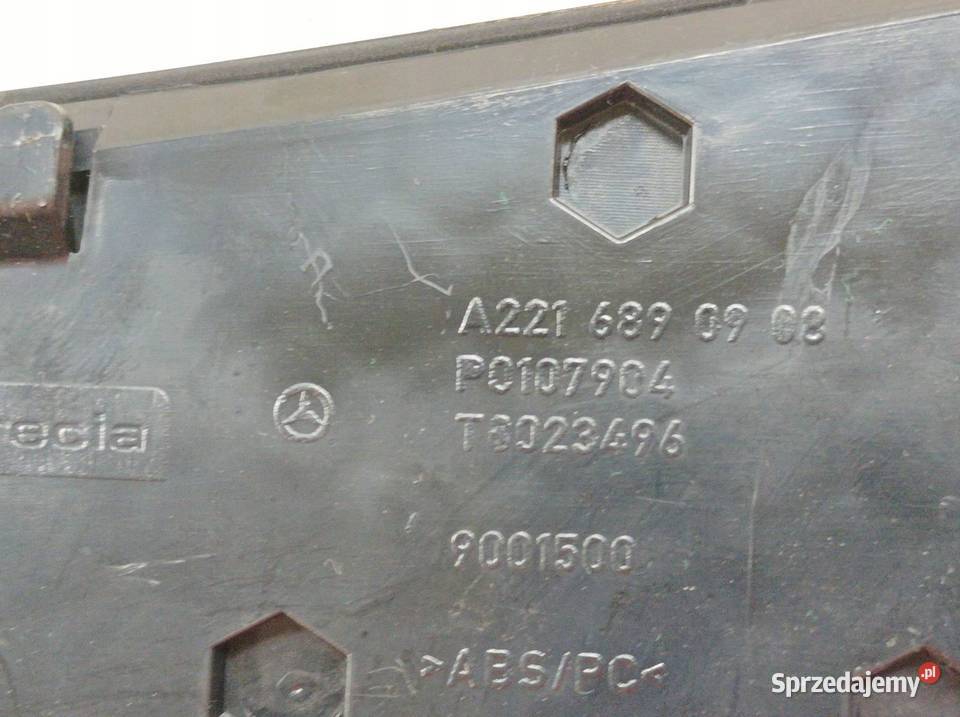 A221 689 09 08
P0107904
recia
T8023496
9001500
>ABS/PC<
Sprzedajemy.pl